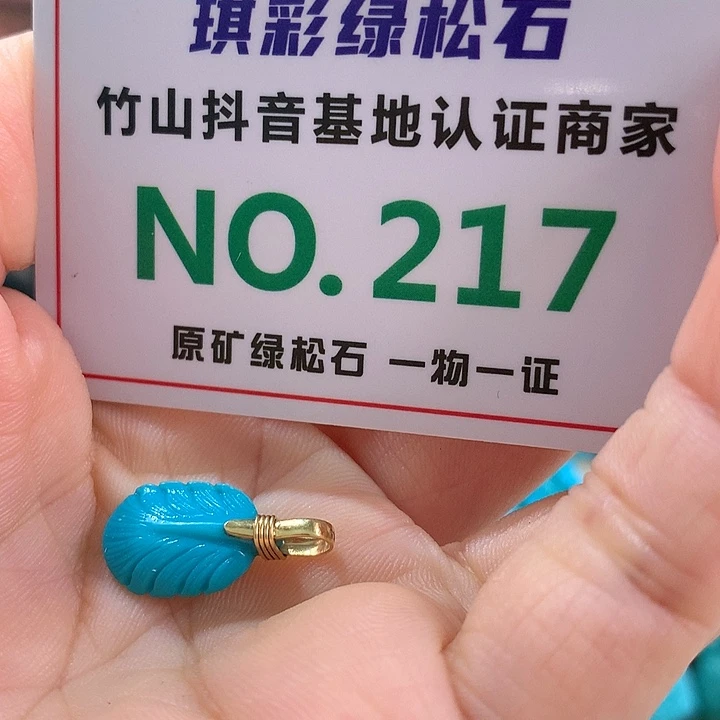 琪彩绿松石
竹山抖音基地认证商家
NO.217
原矿绿松石 一物一证